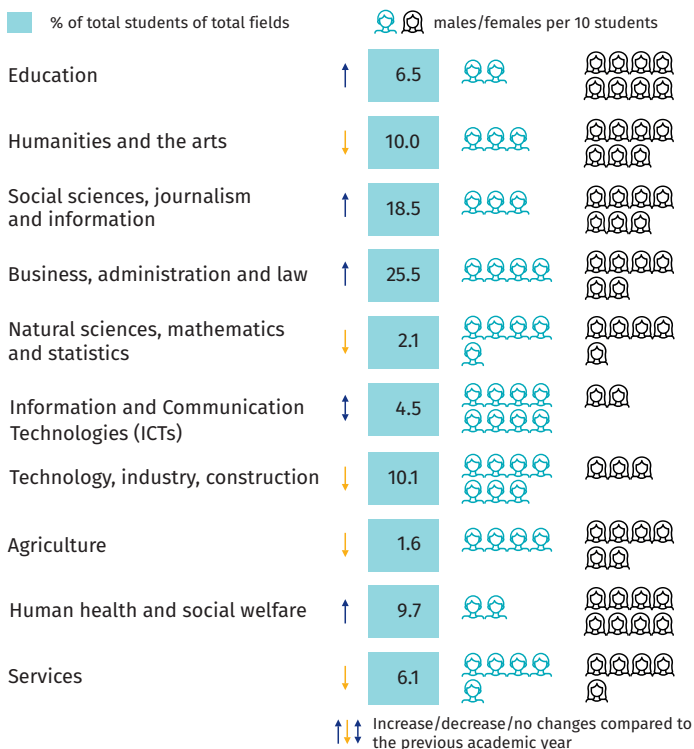 % of total students of total fields
males/females per 10 students
Education
6.5
Humanities and the arts
10.0
Social sciences, journalism
and information
18.5
Business, administration and law
25.5
Natural sciences, mathematics
and statistics
2.1
Information and Communication
Technologies (ICTs)
4.5
Technology, industry, construction
10.1
Agriculture
1.6
Human health and social welfare
9.7
Services
6.1
Increase/decrease/no changes compared to
the previous academic year